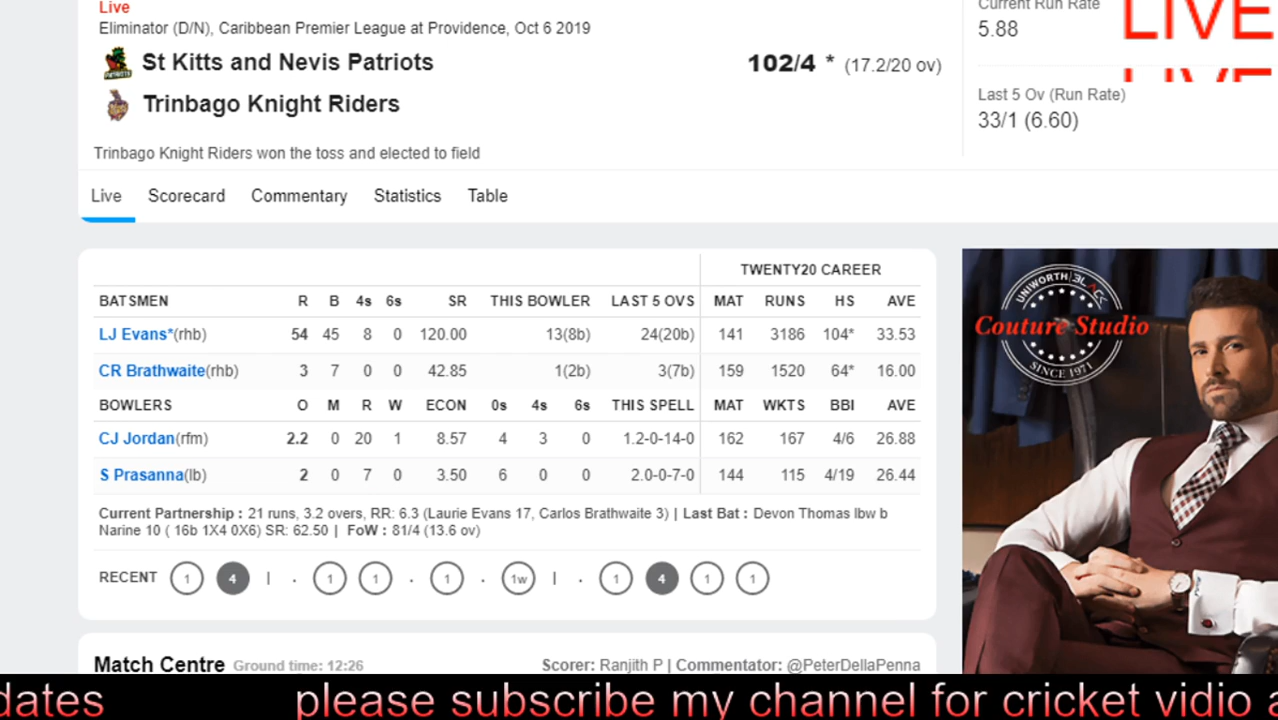 Live
Current Run Rate
LIVE
Eliminator (D/N), Caribbean Premier League at Providence, Oct 6 2019
5.88
St Kitts and Nevis Patriots 102/4 * (17.2/20 ov)
LIVE
Trinbago Knight Riders
Last 5 Ov (Run Rate)
33/1 (6.60)
Trinbago Knight Riders won the toss and elected to field
Live Scorecard Commentary Statistics Table
TWENTY20 CAREER
BATSMEN R B 4s 6s SR THIS BOWLER LAST 5 OVS MAT RUNS HS AVE
LJ Evans*(rhb) 54 45 8 0 120.00 13(8b) 24(20b) 141 3186 104* 33.53
CR Brathwaite(rhb) 3 7 0 0 42.85 1(2b) 3(7b) 159 1520 64* 16.00
BOWLERS O M R W ECON 0s 4s 6s THIS SPELL MAT WKTS BBI AVE
CJ Jordan(rfm) 2.2 0 20 1 8.57 4 3 0 1.2-0-14-0 162 167 4/6 26.88
S Prasanna(lb) 2 0 7 0 3.50 6 0 0 2.0-0-7-0 144 115 4/19 26.44
Current Partnership : 21 runs, 3.2 overs, RR: 6.3 (Laurie Evans 17, Carlos Brathwaite 3) | Last Bat : Devon Thomas lbw b
Narine 10 ( 16b 1X4 0X6) SR: 62.50 | FoW : 81/4 (13.6 ov)
RECENT 1 4 | . 1 1 . 1 . 1w | . 1 4 1 1
UNIWORTH BLACK
Couture Studio
SINCE 1971
Match Centre Ground time: 12:26 Scorer: Ranjith P | Commentator: @PeterDellaPenna
dates please subscribe my channel for cricket vidio a